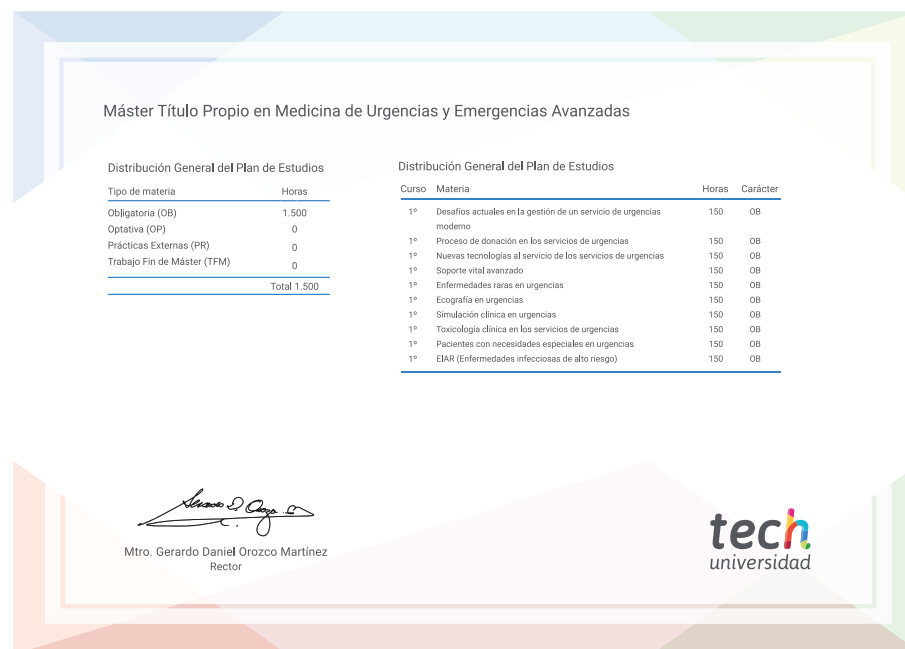 Máster Título Propio en Medicina de Urgencias y Emergencias Avanzadas
Distribución General del Plan de Estudios
Tipo de materia Horas
Obligatoria (OB) 1.500
Optativa (OP) 0
Prácticas Externas (PR) 0
Trabajo Fin de Máster (TFM) 0
Total 1.500
Distribución General del Plan de Estudios
Curso Materia Horas Carácter
1º Desafíos actuales en la gestión de un servicio de urgencias 150 OB
moderno
1º Proceso de donación en los servicios de urgencias 150 OB
1º Nuevas tecnologías al servicio de los servicios de urgencias 150 OB
1º Soporte vital avanzado 150 OB
1º Enfermedades raras en urgencias 150 OB
1º Ecografía en urgencias 150 OB
1º Simulación clínica en urgencias 150 OB
1º Toxicología clínica en los servicios de urgencias 150 OB
1º Pacientes con necesidades especiales en urgencias 150 OB
1º EIAR (Enfermedades infecciosas de alto riesgo) 150 OB
Mtro. Gerardo Daniel Orozco Martínez
Rector
tech
universidad